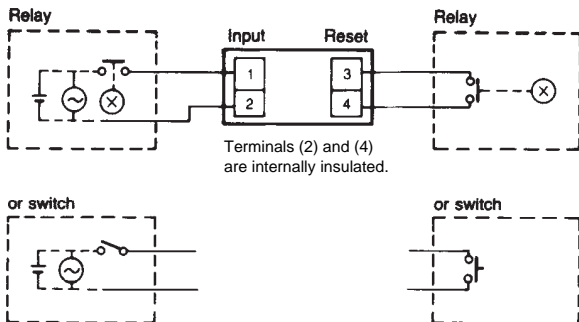 Relay
Input Reset
Relay
1 3
2 4
Terminals (2) and (4)
are internally insulated.
or switch
or switch